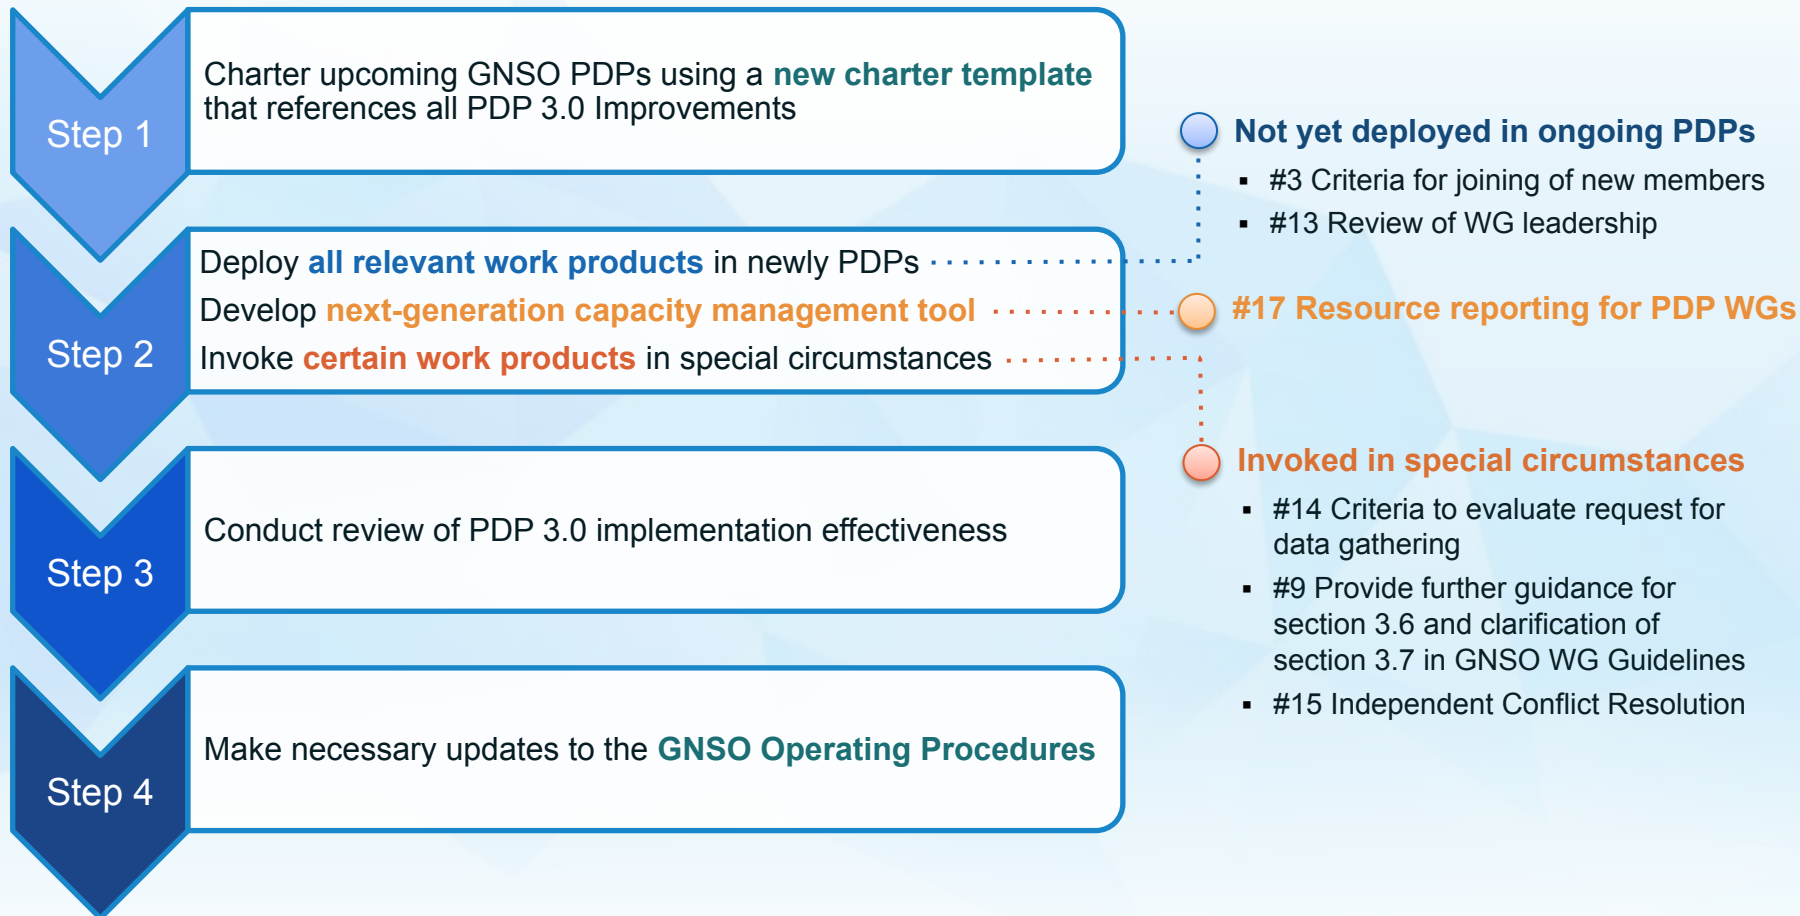 Step 1
Charter upcoming GNSO PDPs using a new charter template
that references all PDP 3.0 Improvements
Step 2
Deploy all relevant work products in newly PDPs
Develop next-generation capacity management tool
Invoke certain work products in special circumstances
Step 3
Conduct review of PDP 3.0 implementation effectiveness
Step 4
Make necessary updates to the GNSO Operating Procedures
Not yet deployed in ongoing PDPs
▪ #3 Criteria for joining of new members
▪ #13 Review of WG leadership
#17 Resource reporting for PDP WGs
Invoked in special circumstances
▪ #14 Criteria to evaluate request for
data gathering
▪ #9 Provide further guidance for
section 3.6 and clarification of
section 3.7 in GNSO WG Guidelines
▪ #15 Independent Conflict Resolution